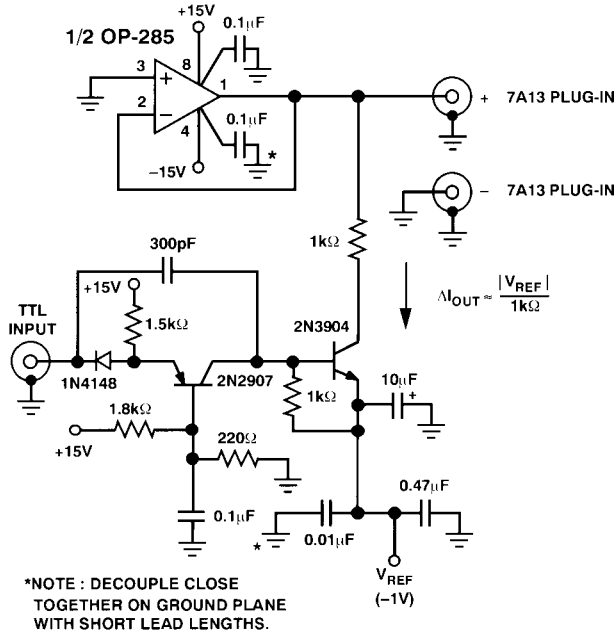 +15V
1/2 OP-285
0.1µF
8
3
+
1
2
−
4
0.1µF
*
−15V
+ 7A13 PLUG-IN
− 7A13 PLUG-IN
1kΩ
300pF
ΔI_OUT ≈ |V_REF| / 1kΩ
+15V
TTL
INPUT
1.5kΩ
2N3904
1N4148
2N2907
1kΩ
10µF
+
1.8kΩ
+15V
220Ω
0.1µF
0.01µF
*
0.47µF
V_REF
(−1V)
*NOTE : DECOUPLE CLOSE
TOGETHER ON GROUND PLANE
WITH SHORT LEAD LENGTHS.